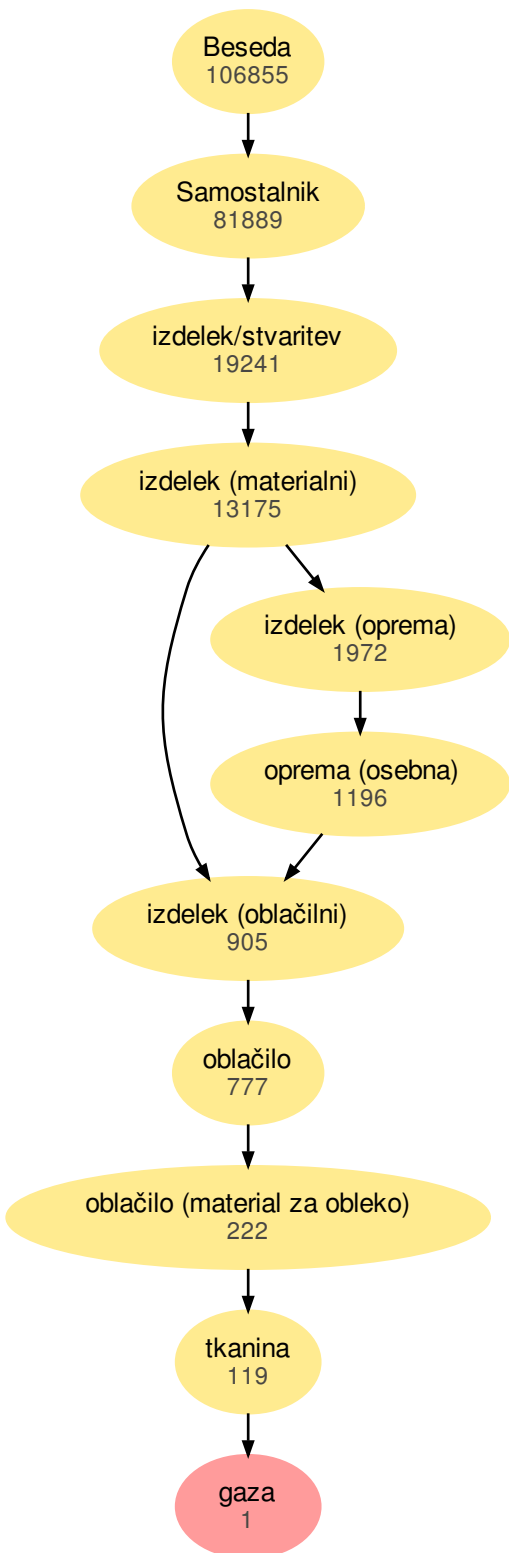 Beseda
106855
Samostalnik
81889
izdelek/stvaritev
19241
izdelek (materialni)
13175
izdelek (oprema)
1972
oprema (osebna)
1196
izdelek (oblačilni)
905
oblačilo
777
oblačilo (material za obleko)
222
tkanina
119
gaza
1